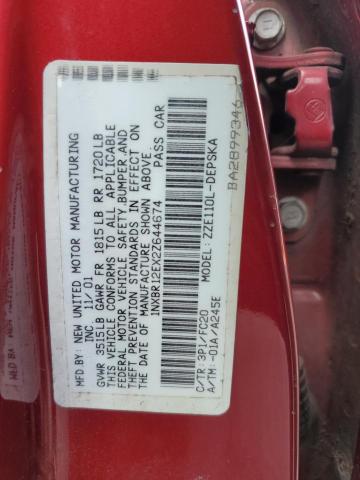 MFD. BY: NEW UNITED MOTOR MANUFACTURING
INC 11/01
GVWR 3515LB GAWR FR 1815LB RR 1720LB
THIS VEHICLE CONFORMS TO ALL APPLICABLE
FEDERAL MOTOR VEHICLE SAFETY, BUMPER, AND
THEFT PREVENTION STANDARDS IN EFFECT ON
THE DATE OF MANUFACTURE SHOWN ABOVE.
1NXBR12EX2Z644674 PASS CAR
MODEL: ZZE110L-DEPSKA
C/TR: 3P1/FC20
A/TM: -01A/A245E
BA2899346